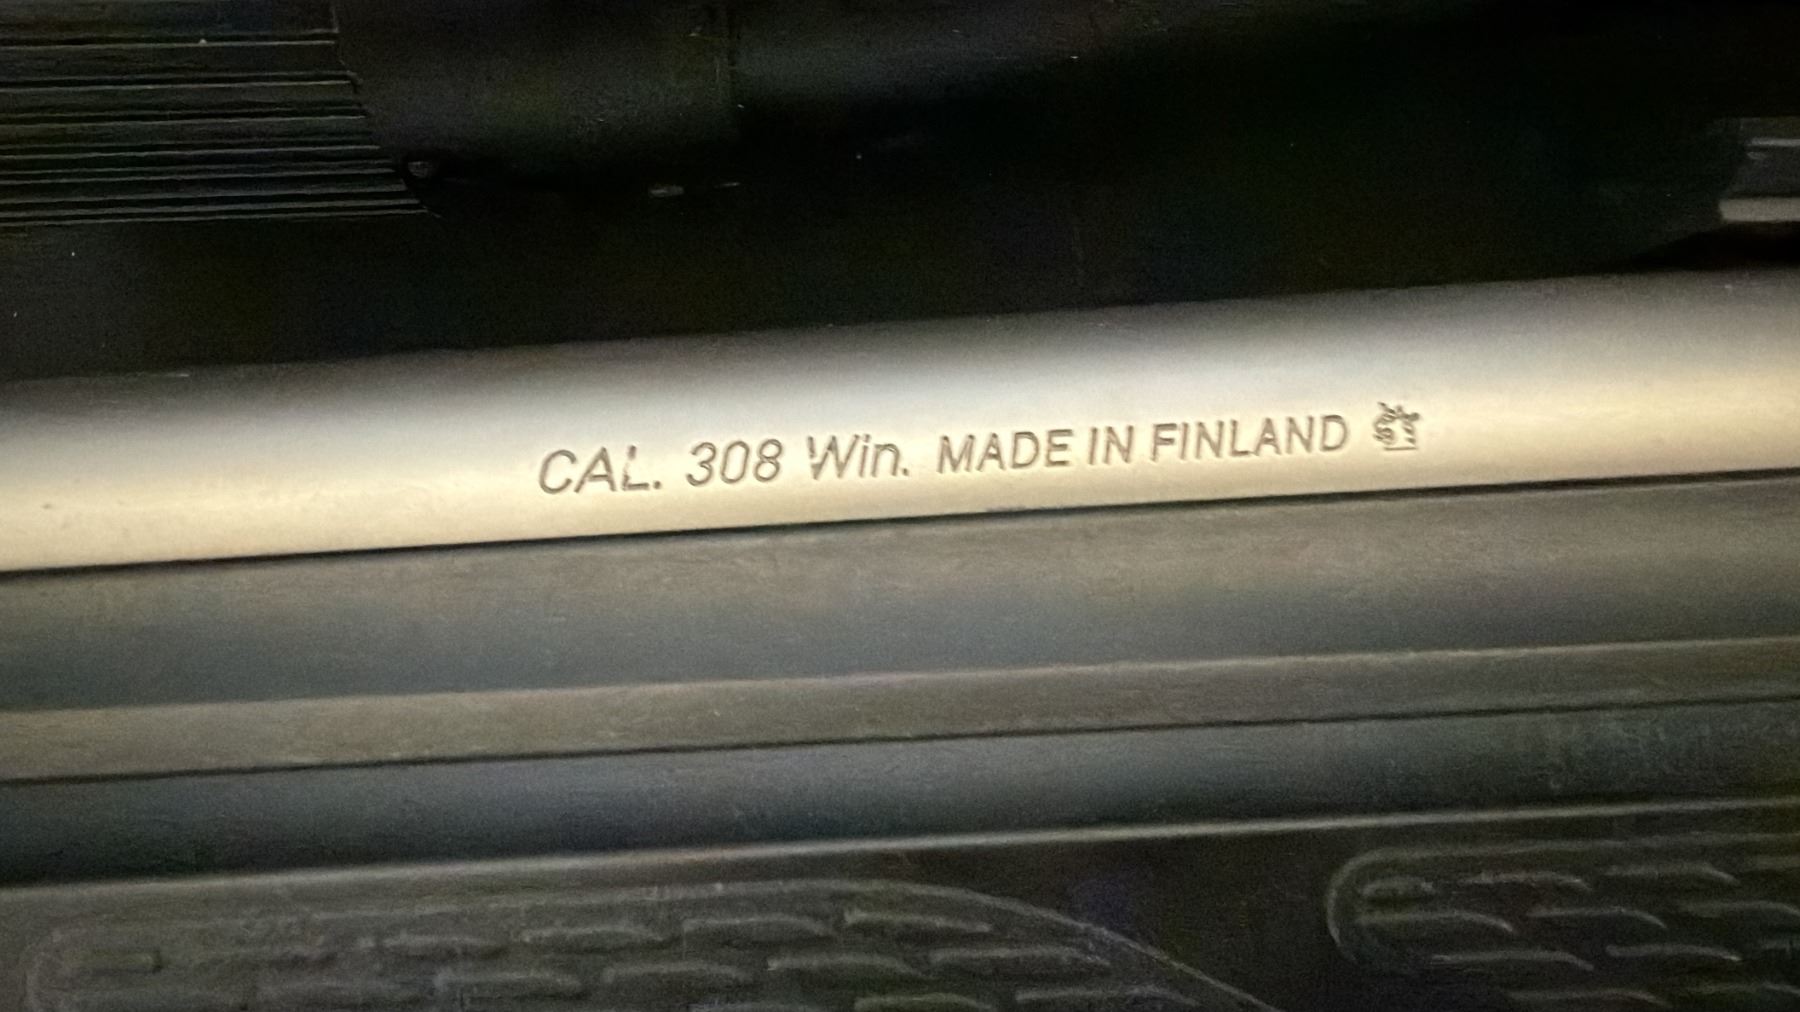 CAL. 308 Win. MADE IN FINLAND